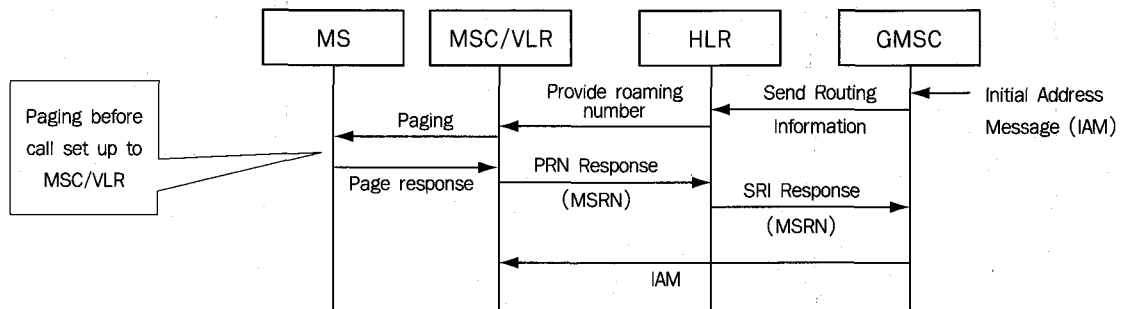 MS
MSC/VLR
HLR
GMSC
Paging before
call set up to
MSC/VLR
Paging
Provide roaming
number
Send Routing
Information
Initial Address
Message (IAM)
Page response
PRN Response
(MSRN)
SRI Response
(MSRN)
IAM